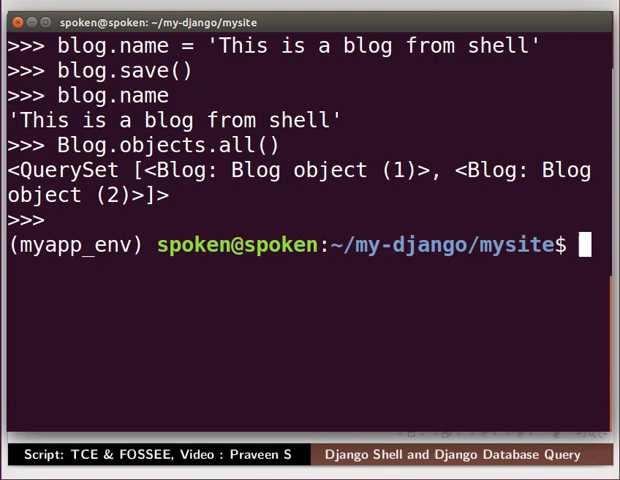 spoken@spoken: ~/my-django/mysite
>>> blog.name = 'This is a blog from shell'
>>> blog.save()
>>> blog.name
'This is a blog from shell'
>>> Blog.objects.all()
<QuerySet [<Blog: Blog object (1)>, <Blog: Blog
object (2)>]>
>>>
(myapp_env) spoken@spoken:~/my-django/mysite$
Script: TCE & FOSSEE, Video : Praveen S
Django Shell and Django Database Query